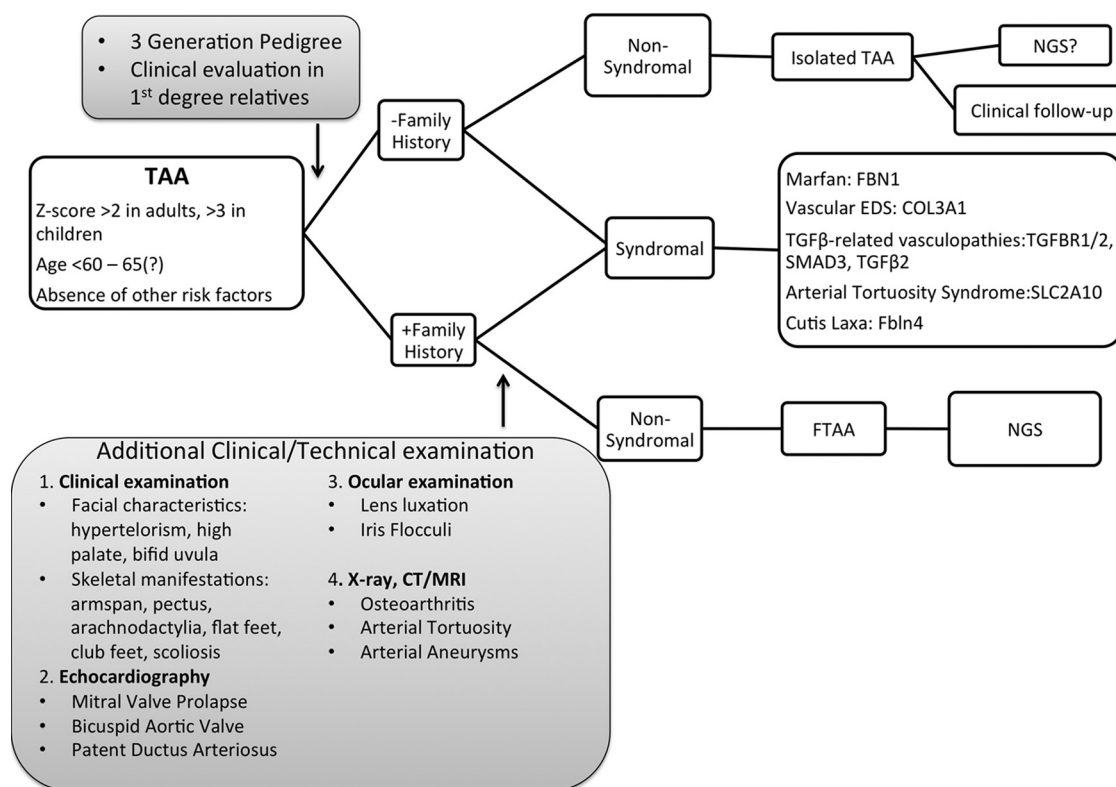 • 3 Generation Pedigree
• Clinical evaluation in
1st degree relatives
TAA
Z-score >2 in adults, >3 in
children
Age <60 – 65(?)
Absence of other risk factors
-Family
History
+Family
History
Non-
Syndromal
Isolated TAA
NGS?
Clinical follow-up
Syndromal
Marfan: FBN1
Vascular EDS: COL3A1
TGFβ-related vasculopathies:TGFBR1/2,
SMAD3, TGFβ2
Arterial Tortuosity Syndrome:SLC2A10
Cutis Laxa: Fbln4
Non-
Syndromal
FTAA
NGS
Additional Clinical/Technical examination
1. Clinical examination
• Facial characteristics:
hypertelorism, high
palate, bifid uvula
• Skeletal manifestations:
armspan, pectus,
arachnodactylia, flat feet,
club feet, scoliosis
2. Echocardiography
• Mitral Valve Prolapse
• Bicuspid Aortic Valve
• Patent Ductus Arteriosus
3. Ocular examination
• Lens luxation
• Iris Flocculi
4. X-ray, CT/MRI
• Osteoarthritis
• Arterial Tortuosity
• Arterial Aneurysms